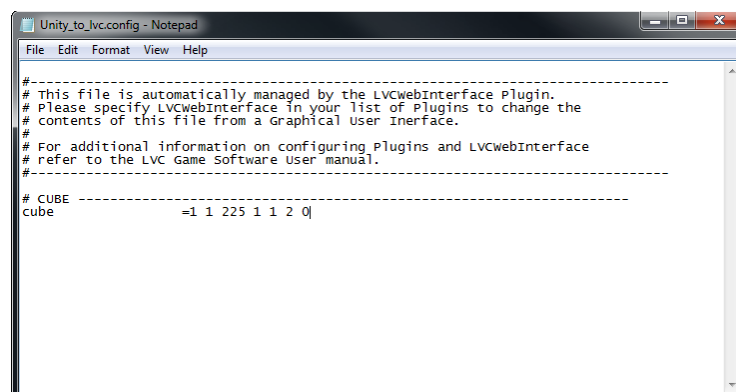 Unity_to_lvc.config - Notepad
File Edit Format View Help
#--------------------------------------------------------------------------------
# This file is automatically managed by the LVCWebInterface Plugin.
# Please specify LVCWebInterface in your list of Plugins to change the
# contents of this file from a Graphical User Inerface.
#
# For additional information on configuring Plugins and LVCWebInterface
# refer to the LVC Game Software User manual.
#--------------------------------------------------------------------------------
# CUBE --------------------------------------------------------------------
cube =1 1 225 1 1 2 0